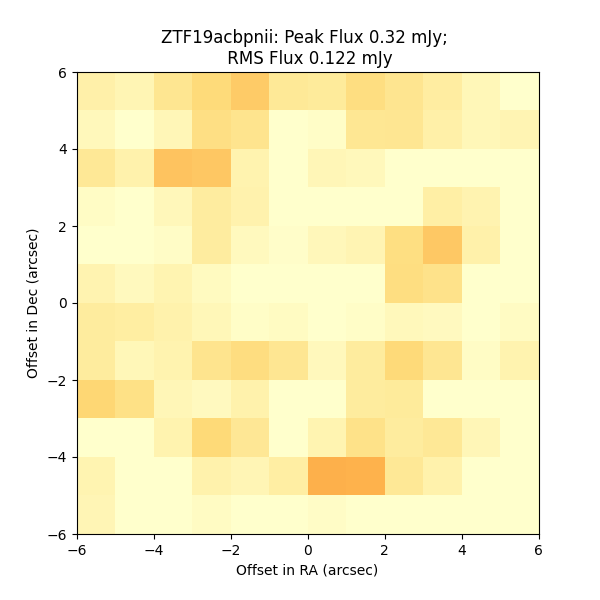 ZTF19acbpnii: Peak Flux 0.32 mJy;
RMS Flux 0.122 mJy
6
4
2
0
−2
−4
−6
Offset in Dec (arcsec)
−6 −4 −2 0 2 4 6
Offset in RA (arcsec)